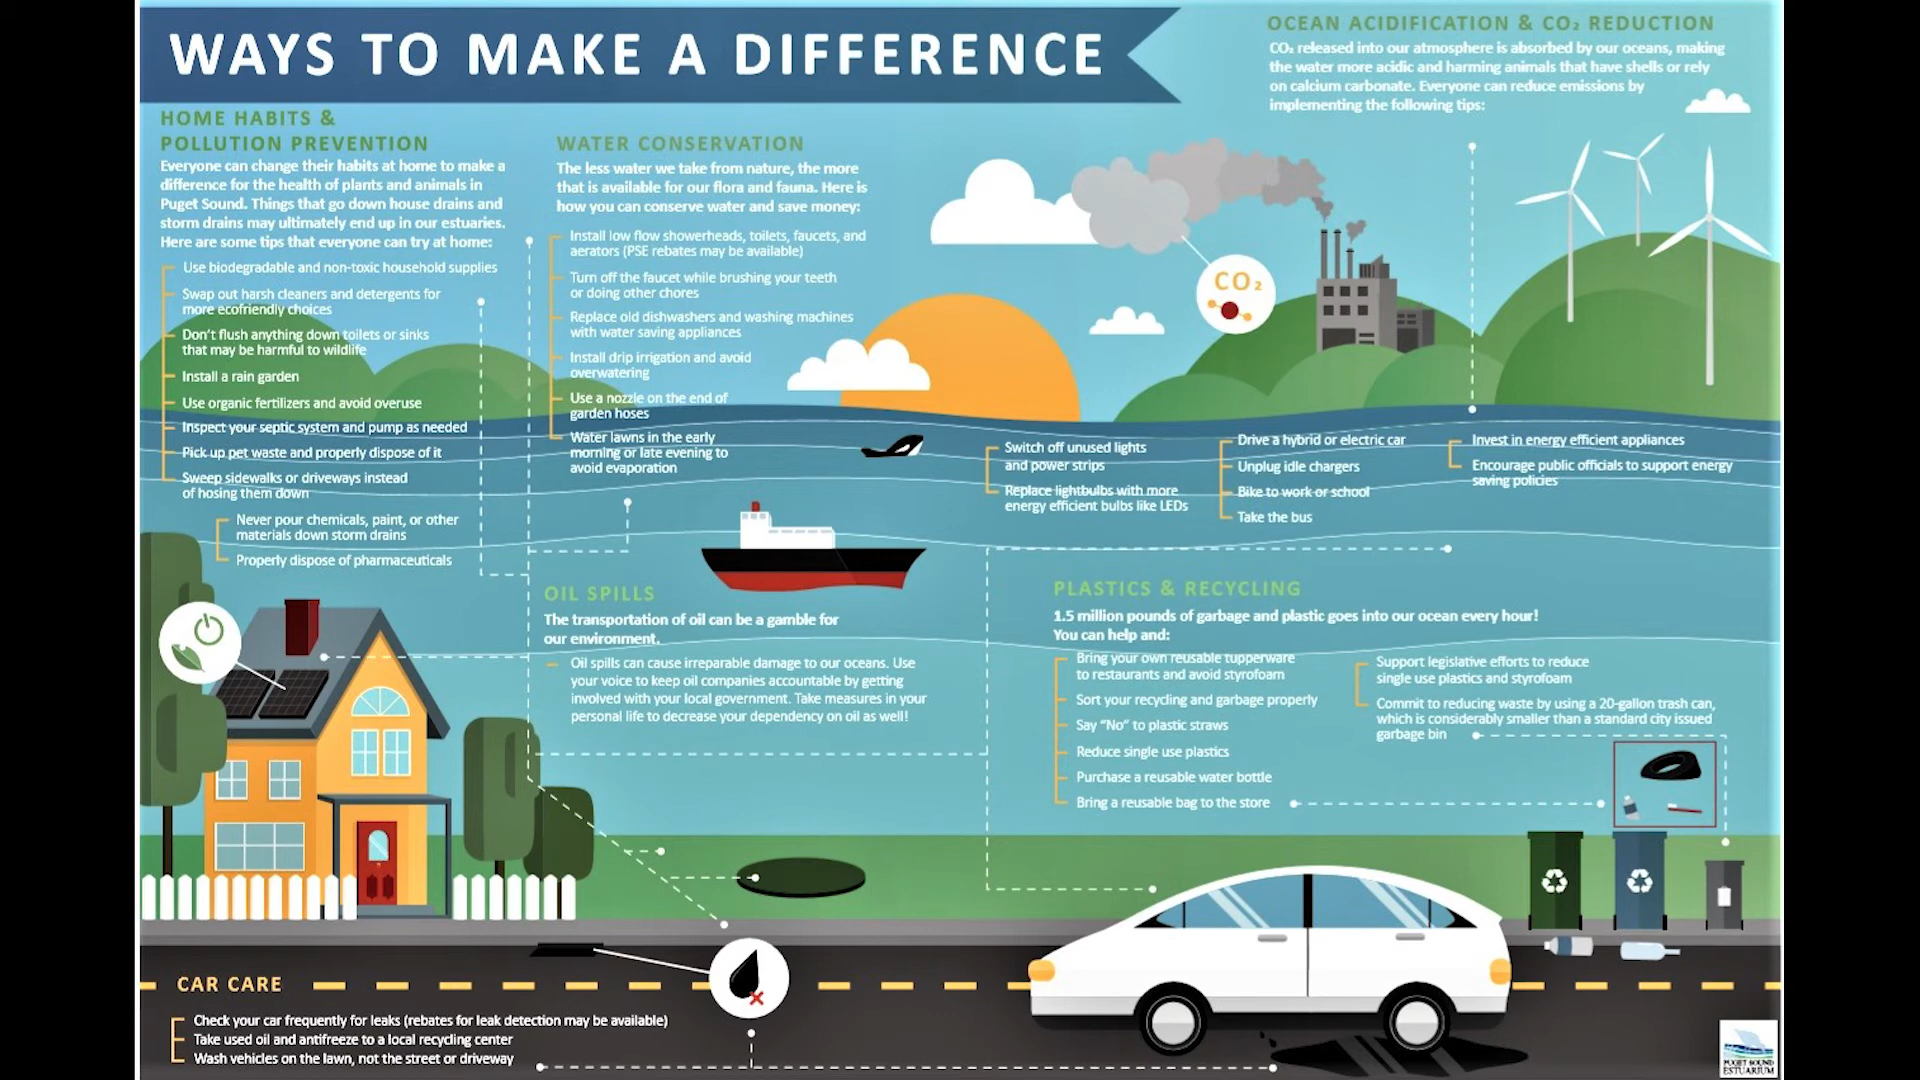 WAYS TO MAKE A DIFFERENCE
OCEAN ACIDIFICATION & CO₂ REDUCTION
CO₂ released into our atmosphere is absorbed by our oceans, making
the water more acidic and harming animals that have shells or rely
on calcium carbonate. Everyone can reduce emissions by
implementing the following tips:
HOME HABITS &
POLLUTION PREVENTION
Everyone can change their habits at home to make a
difference for the health of plants and animals in
Puget Sound. Things that go down house drains and
storm drains may ultimately end up in our estuaries.
Here are some tips that everyone can try at home:
Use biodegradable and non-toxic household supplies
Swap out harsh cleaners and detergents for
more ecofriendly choices
Don't flush anything down toilets or sinks
that may be harmful to wildlife
Install a rain garden
Use organic fertilizers and avoid overuse
Inspect your septic system and pump as needed
Pick up pet waste and properly dispose of it
Sweep sidewalks or driveways instead
of hosing them down
Never pour chemicals, paint, or other
materials down storm drains
Properly dispose of pharmaceuticals
WATER CONSERVATION
The less water we take from nature, the more
that is available for our flora and fauna. Here is
how you can conserve water and save money:
Install low flow showerheads, toilets, faucets, and
aerators (PSE rebates may be available)
Turn off the faucet while brushing your teeth
or doing other chores
Replace old dishwashers and washing machines
with water saving appliances
Install drip irrigation and avoid
overwatering
Use a nozzle on the end of
garden hoses
Water lawns in the early
morning or late evening to
avoid evaporation
CO₂
Switch off unused lights
and power strips
Replace lightbulbs with more
energy efficient bulbs like LEDs
Drive a hybrid or electric car
Unplug idle chargers
Bike to work or school
Take the bus
Invest in energy efficient appliances
Encourage public officials to support energy
saving policies
OIL SPILLS
The transportation of oil can be a gamble for
our environment.
Oil spills can cause irreparable damage to our oceans. Use
your voice to keep oil companies accountable by getting
involved with your local government. Take measures in your
personal life to decrease your dependency on oil as well!
PLASTICS & RECYCLING
1.5 million pounds of garbage and plastic goes into our ocean every hour!
You can help and:
Bring your own reusable tupperware
to restaurants and avoid styrofoam
Sort your recycling and garbage properly
Say "No" to plastic straws
Reduce single use plastics
Purchase a reusable water bottle
Bring a reusable bag to the store
Support legislative efforts to reduce
single use plastics and styrofoam
Commit to reducing waste by using a 20-gallon trash can,
which is considerably smaller than a standard city issued
garbage bin
CAR CARE
Check your car frequently for leaks (rebates for leak detection may be available)
Take used oil and antifreeze to a local recycling center
Wash vehicles on the lawn, not the street or driveway
PUGET SOUND
ESTUARIUM